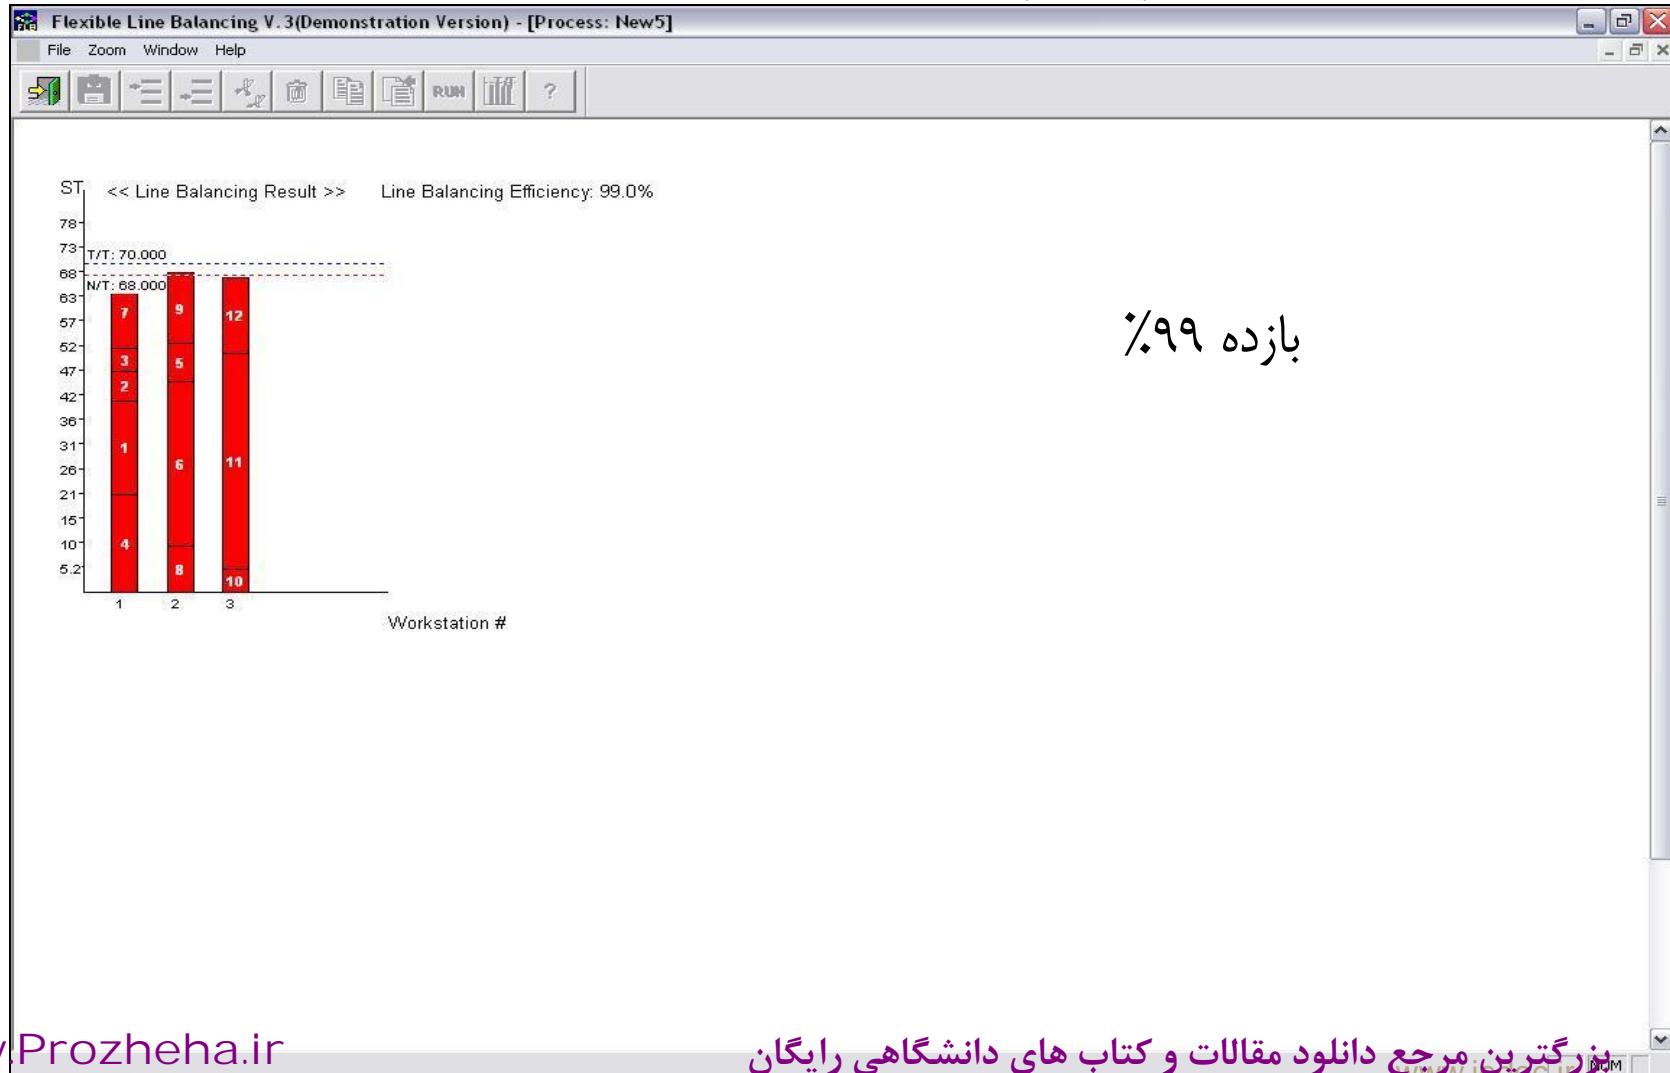 Flexible Line Balancing V.3(Demonstration Version) - [Process: New5]
File Zoom Window Help
RUN ?
ST << Line Balancing Result >> Line Balancing Efficiency: 99.0%
78
73
T/T: 70.000
68
N/T: 68.000
63
57
52
47
42
36
31
26
21
15
10
5.2
7
3
2
1
4
9
5
6
8
12
11
10
1 2 3
Workstation #
بازده ۹۹٪
.Prozheha.ir
بزرگترین مرجع دانلود مقالات و کتاب های دانشگاهی رایگان
NUM